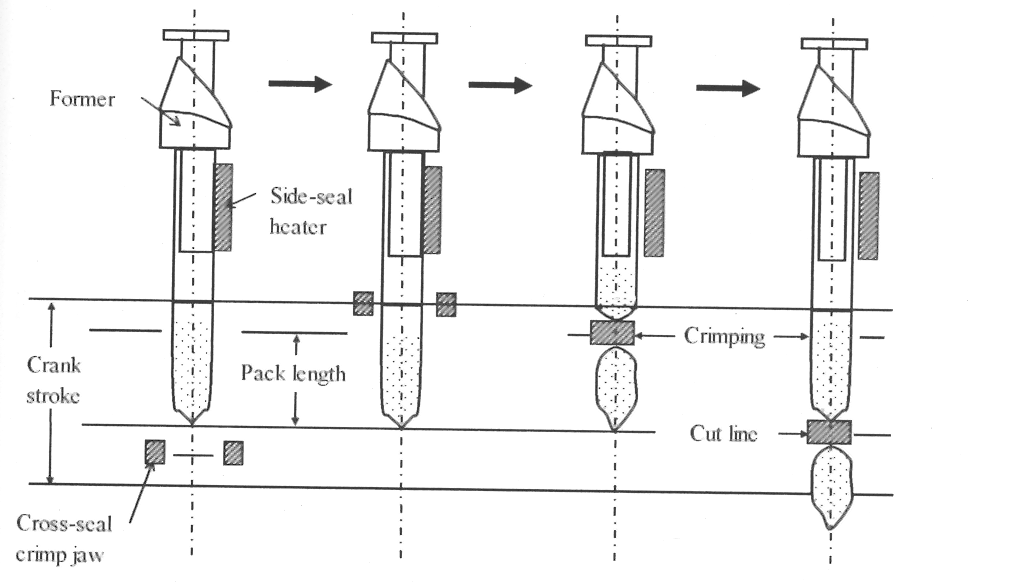 Former
Side-seal
heater
Crank
stroke
Pack length
Crimping
Cut line
Cross-seal
crimp jaw